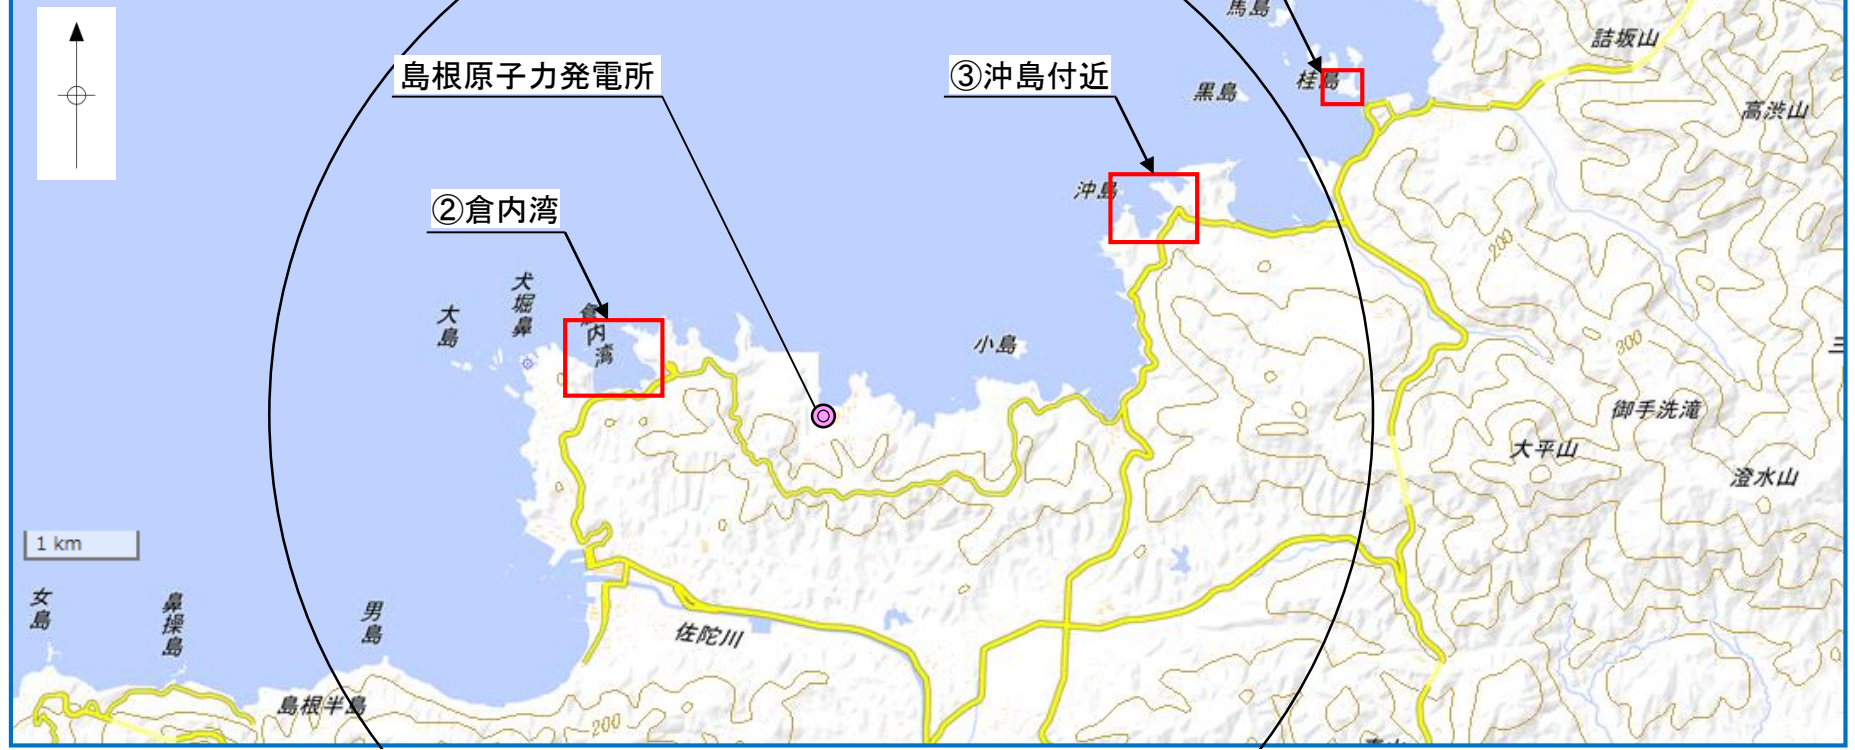 馬島
詰坂山
島根原子力発電所
③沖島付近
桂島
黒島
高渋山
沖島
②倉内湾
200
犬堀鼻
大島
倉内湾
小島
300
三
御手洗滝
大平山
澄水山
1 km
女島
鼻操島
男島
佐陀川
島根半島
200